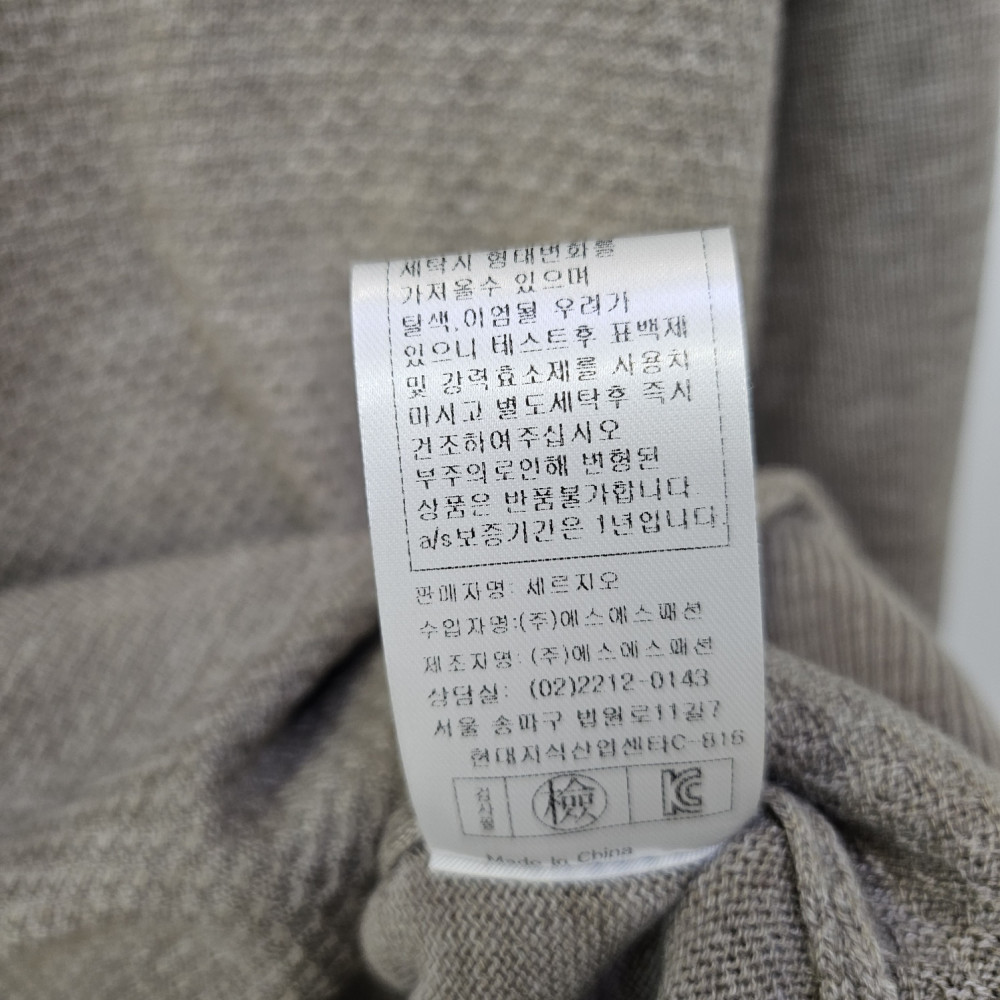 세탁시 형태변화를
가져올수 있으며
탈색.이염될 우려가
있으니 테스트후 표백제
및 강력효소제를 사용치
마시고 별도세탁후 즉시
건조하여주십시오
부주의로인해 변형된
상품은 반품불가합니다.
a/s보증기간은 1년입니다.
판매자명: 세르지오
수입자명:(주)에스에스패션
제조자명: (주)에스에스패션
상담실: (02)2212-0143
서울 송파구 법원로11길7
현대지식산업센타C-816
검사필 檢 KC
Made In China